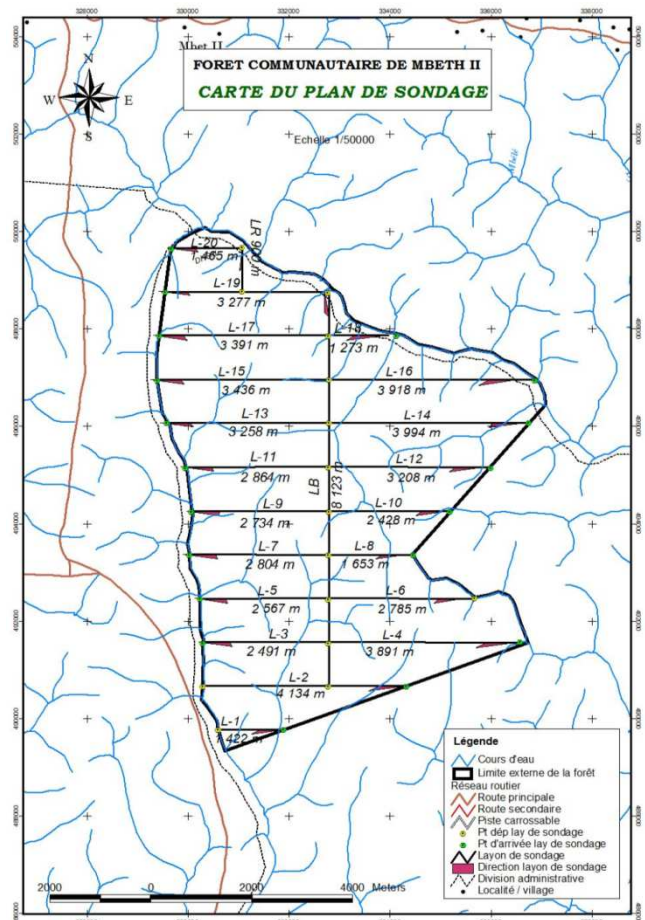 326000 328000 330000 332000 334000 336000 338000
Mbet II
FORET COMMUNAUTAIRE DE MBETH II
CARTE DU PLAN DE SONDAGE
N
W E
S
Echelle 1/50000
Mbélé
L-20
1 465 m
LR 900 m
L-19
3 277 m
L-17
3 391 m
L-18
1 273 m
L-15
3 436 m
L-16
3 918 m
L-13
3 258 m
L-14
3 994 m
L-11
2 864 m
L-12
3 208 m
LB
8 123 m
L-9
2 734 m
L-10
2 428 m
L-7
2 804 m
L-8
1 653 m
L-5
2 567 m
L-6
2 785 m
L-3
2 491 m
L-4
3 891 m
L-2
4 134 m
L-1
1 422 m
Légende
Cours d'eau
Limite externe de la forêt
Réseau routier
Route principale
Route secondaire
Piste carrossable
Pt dép lay de sondage
Pt d'arrivée lay de sondage
Layon de sondage
Direction layon de sondage
Division administrative
Localité / village
2000 0 2000 4000 Meters